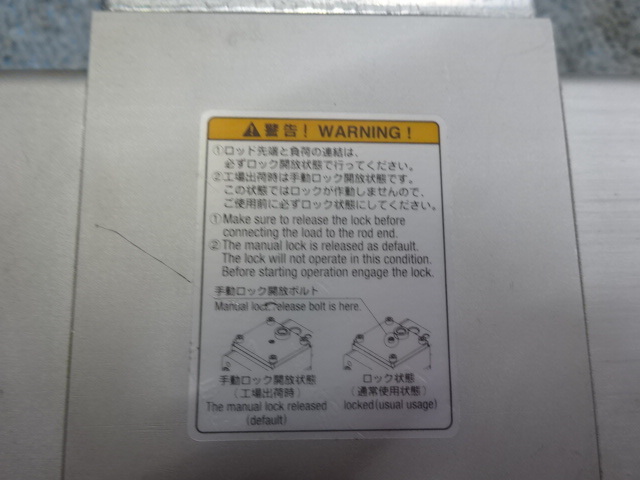 警告! WARNING!
①ロッド先端と負荷の連結は、
必ずロック開放状態で行ってください。
②工場出荷時は手動ロック開放状態です。
この状態ではロックが作動しませんので、
ご使用前に必ずロック状態にしてください。
①Make sure to release the lock before
connecting the load to the rod end.
②The manual lock is released as default.
The lock will not operate in this condition.
Before starting operation engage the lock.
手動ロック開放ボルト
Manual lock release bolt is here.
手動ロック開放状態
(工場出荷時)
The manual lock released
(default)
ロック状態
(通常使用状態)
locked(usual usage)